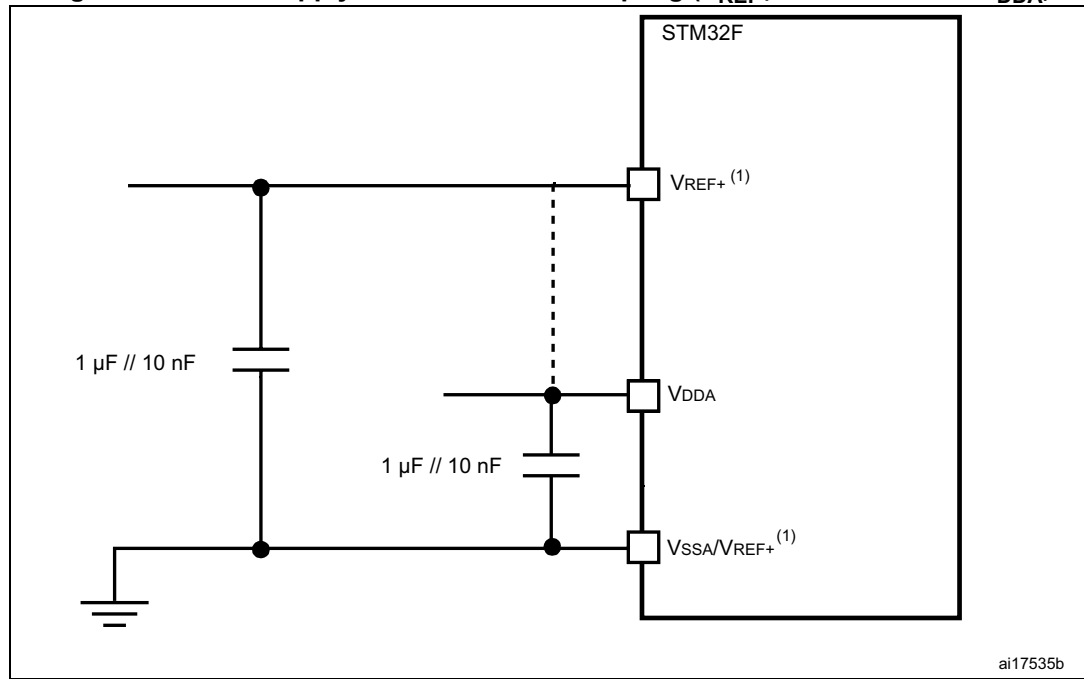 STM32F
VREF+ (1)
1 µF // 10 nF
VDDA
1 µF // 10 nF
VSSA/VREF+ (1)
ai17535b